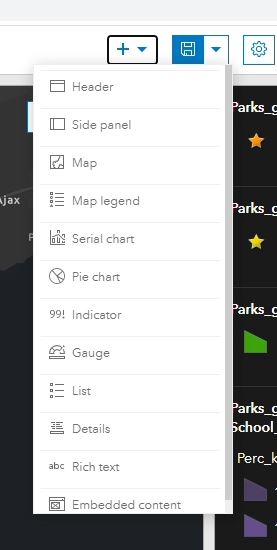 Header
Side panel
Map
Map legend
Serial chart
Pie chart
99! Indicator
Gauge
List
Details
abc Rich text
Embedded content
Ajax
P
Parks_g
Parks_g
Parks_g
Parks_g
School_
Perc_k